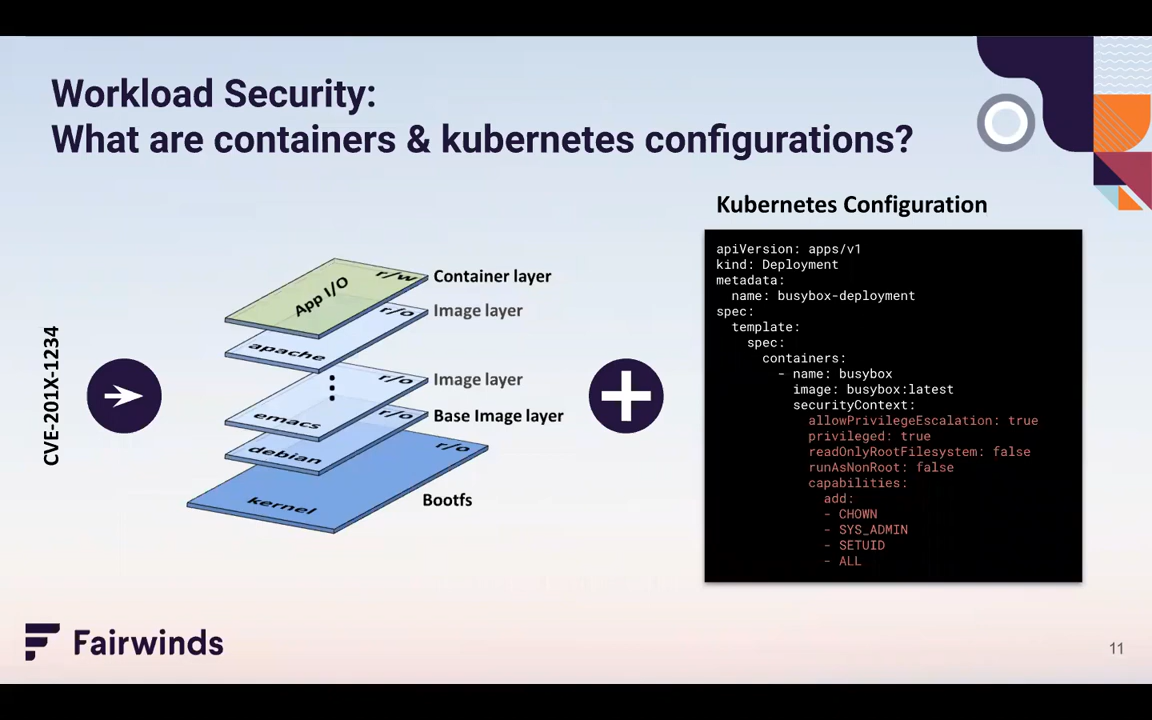 Workload Security:
What are containers & kubernetes configurations?
CVE-201X-1234
App I/O
r/w
Container layer
apache
r/o
Image layer
emacs
r/o
Image layer
debian
r/o
Base Image layer
kernel
r/o
Bootfs
Kubernetes Configuration
apiVersion: apps/v1
kind: Deployment
metadata:
  name: busybox-deployment
spec:
  template:
    spec:
      containers:
        - name: busybox
          image: busybox:latest
          securityContext:
            allowPrivilegeEscalation: true
            privileged: true
            readOnlyRootFilesystem: false
            runAsNonRoot: false
            capabilities:
              add:
              - CHOWN
              - SYS_ADMIN
              - SETUID
              - ALL
Fairwinds
11